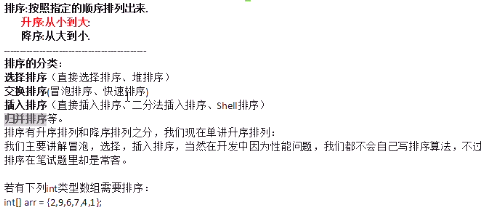 排序:按照指定的顺序排列出来.
升序:从小到大:
降序:从大到小.
---------------------------------------------
排序的分类：
选择排序（直接选择排序、堆排序）
交换排序(冒泡排序、快速排序)
插入排序（直接插入排序、二分法插入排序、Shell排序）
归并排序等。
排序有升序排列和降序排列之分，我们现在单讲升序排列：
我们主要讲解冒泡，选择，插入排序，当然在开发中因为性能问题，我们都不会自己写排序算法，不过
排序在笔试题里却是常客。
若有下列int类型数组需要排序：
int[] arr = {2,9,6,7,4,1};